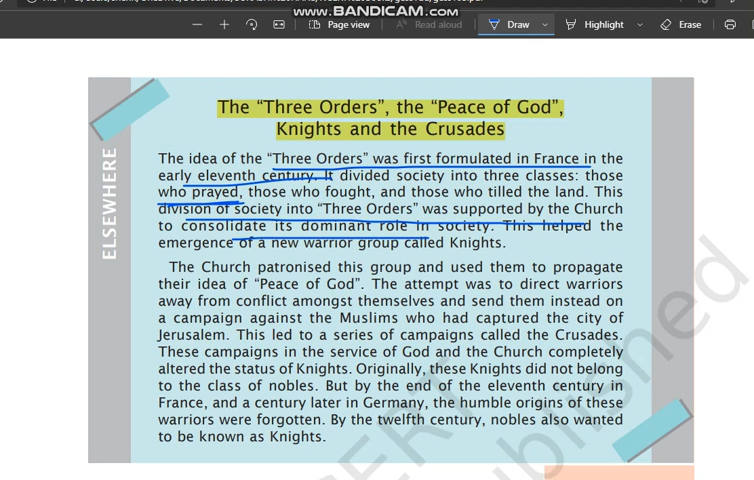 www.BANDICAM.com
Page view
Read aloud
Draw
Highlight
Erase
ELSEWHERE
The “Three Orders”, the “Peace of God”,
Knights and the Crusades
The idea of the “Three Orders” was first formulated in France in the
early eleventh century. It divided society into three classes: those
who prayed, those who fought, and those who tilled the land. This
division of society into “Three Orders” was supported by the Church
to consolidate its dominant role in society. This helped the
emergence of a new warrior group called Knights.
The Church patronised this group and used them to propagate
their idea of “Peace of God”. The attempt was to direct warriors
away from conflict amongst themselves and send them instead on
a campaign against the Muslims who had captured the city of
Jerusalem. This led to a series of campaigns called the Crusades.
These campaigns in the service of God and the Church completely
altered the status of Knights. Originally, these Knights did not belong
to the class of nobles. But by the end of the eleventh century in
France, and a century later in Germany, the humble origins of these
warriors were forgotten. By the twelfth century, nobles also wanted
to be known as Knights.